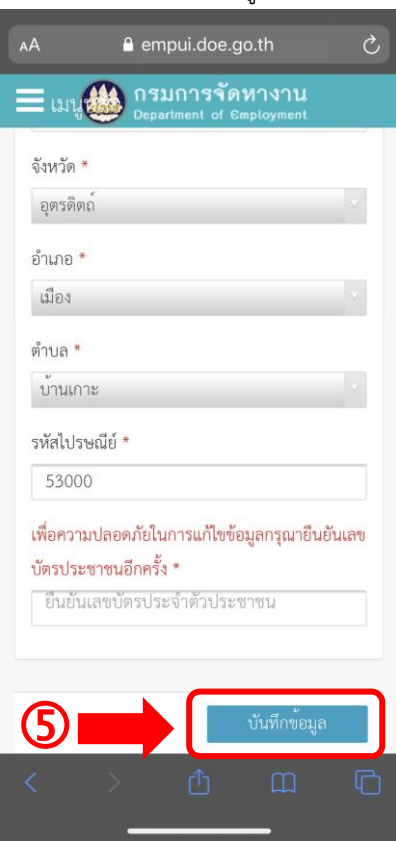 AA empui.doe.go.th
เมนู
กรมการจัดหางาน
Department of Employment
จังหวัด *
อุตรดิตถ์
อำเภอ *
เมือง
ตำบล *
บ้านเกาะ
รหัสไปรษณีย์ *
53000
เพื่อความปลอดภัยในการแก้ไขข้อมูลกรุณายืนยันเลข
บัตรประชาชนอีกครั้ง *
ยืนยันเลขบัตรประจำตัวประชาชน
5
บันทึกข้อมูล